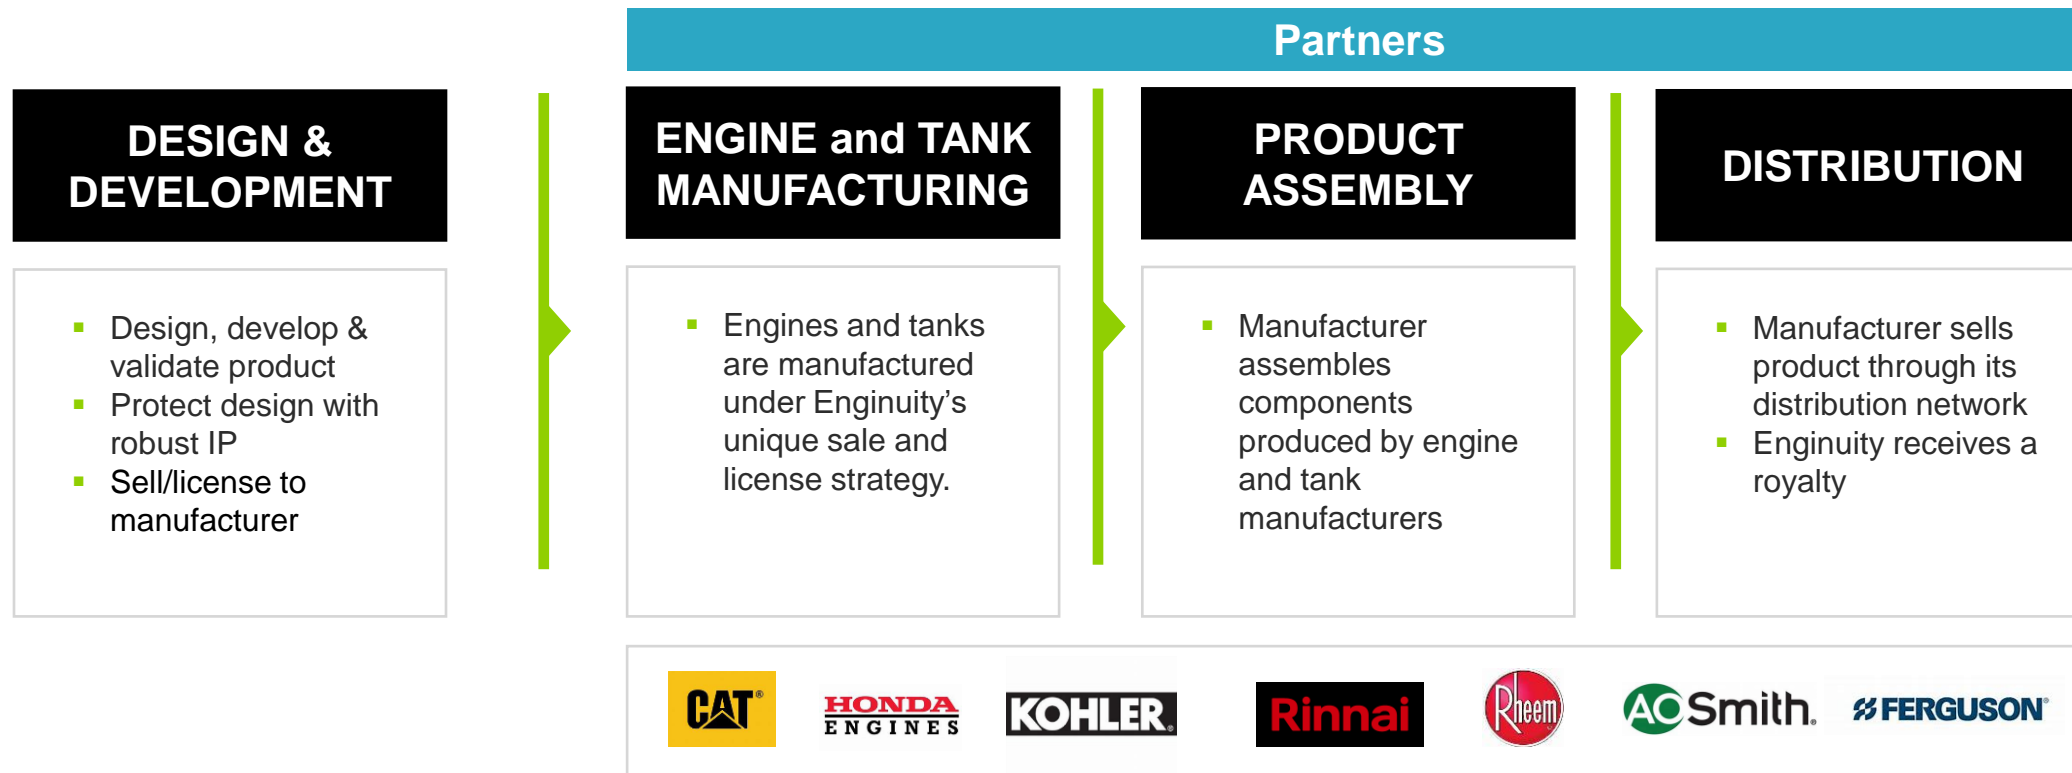 Partners
DESIGN &
DEVELOPMENT
▪ Design, develop &
validate product
▪ Protect design with
robust IP
▪ Sell/license to
manufacturer
ENGINE and TANK
MANUFACTURING
▪ Engines and tanks
are manufactured
under Enginuity’s
unique sale and
license strategy.
PRODUCT
ASSEMBLY
▪ Manufacturer
assembles
components
produced by engine
and tank
manufacturers
DISTRIBUTION
▪ Manufacturer sells
product through its
distribution network
▪ Enginuity receives a
royalty
CAT®
HONDA
ENGINES
KOHLER®
Rinnai
Rheem
AO Smith.
FERGUSON®